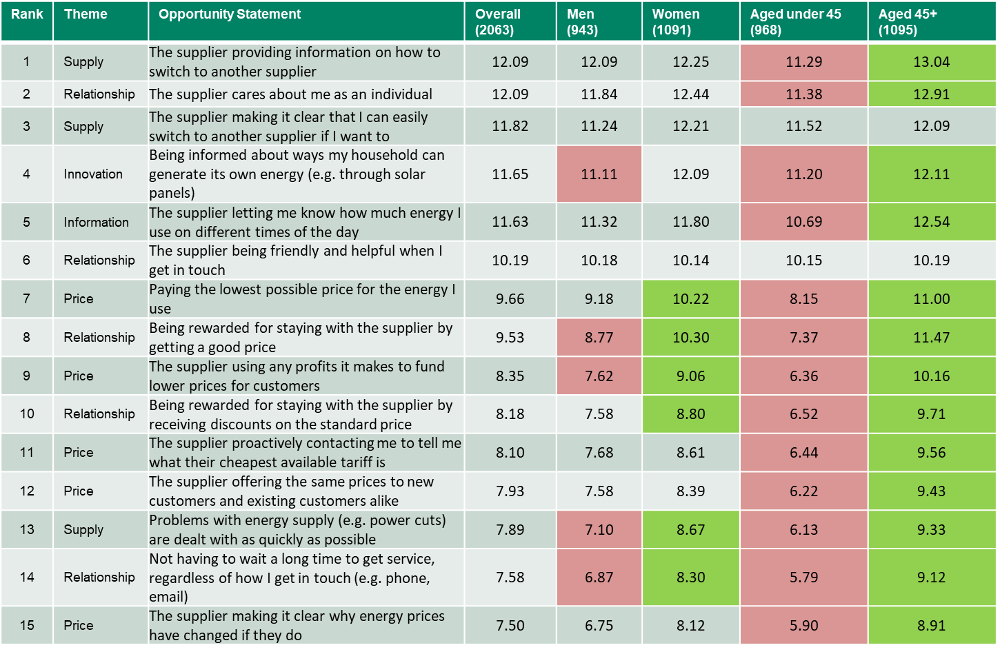 Rank Theme Opportunity Statement Overall (2063) Men (943) Women (1091) Aged under 45 (968) Aged 45+ (1095)
1 Supply The supplier providing information on how to switch to another supplier 12.09 12.09 12.25 11.29 13.04
2 Relationship The supplier cares about me as an individual 12.09 11.84 12.44 11.38 12.91
3 Supply The supplier making it clear that I can easily switch to another supplier if I want to 11.82 11.24 12.21 11.52 12.09
4 Innovation Being informed about ways my household can generate its own energy (e.g. through solar panels) 11.65 11.11 12.09 11.20 12.11
5 Information The supplier letting me know how much energy I use on different times of the day 11.63 11.32 11.80 10.69 12.54
6 Relationship The supplier being friendly and helpful when I get in touch 10.19 10.18 10.14 10.15 10.19
7 Price Paying the lowest possible price for the energy I use 9.66 9.18 10.22 8.15 11.00
8 Relationship Being rewarded for staying with the supplier by getting a good price 9.53 8.77 10.30 7.37 11.47
9 Price The supplier using any profits it makes to fund lower prices for customers 8.35 7.62 9.06 6.36 10.16
10 Relationship Being rewarded for staying with the supplier by receiving discounts on the standard price 8.18 7.58 8.80 6.52 9.71
11 Price The supplier proactively contacting me to tell me what their cheapest available tariff is 8.10 7.68 8.61 6.44 9.56
12 Price The supplier offering the same prices to new customers and existing customers alike 7.93 7.58 8.39 6.22 9.43
13 Supply Problems with energy supply (e.g. power cuts) are dealt with as quickly as possible 7.89 7.10 8.67 6.13 9.33
14 Relationship Not having to wait a long time to get service, regardless of how I get in touch (e.g. phone, email) 7.58 6.87 8.30 5.79 9.12
15 Price The supplier making it clear why energy prices have changed if they do 7.50 6.75 8.12 5.90 8.91